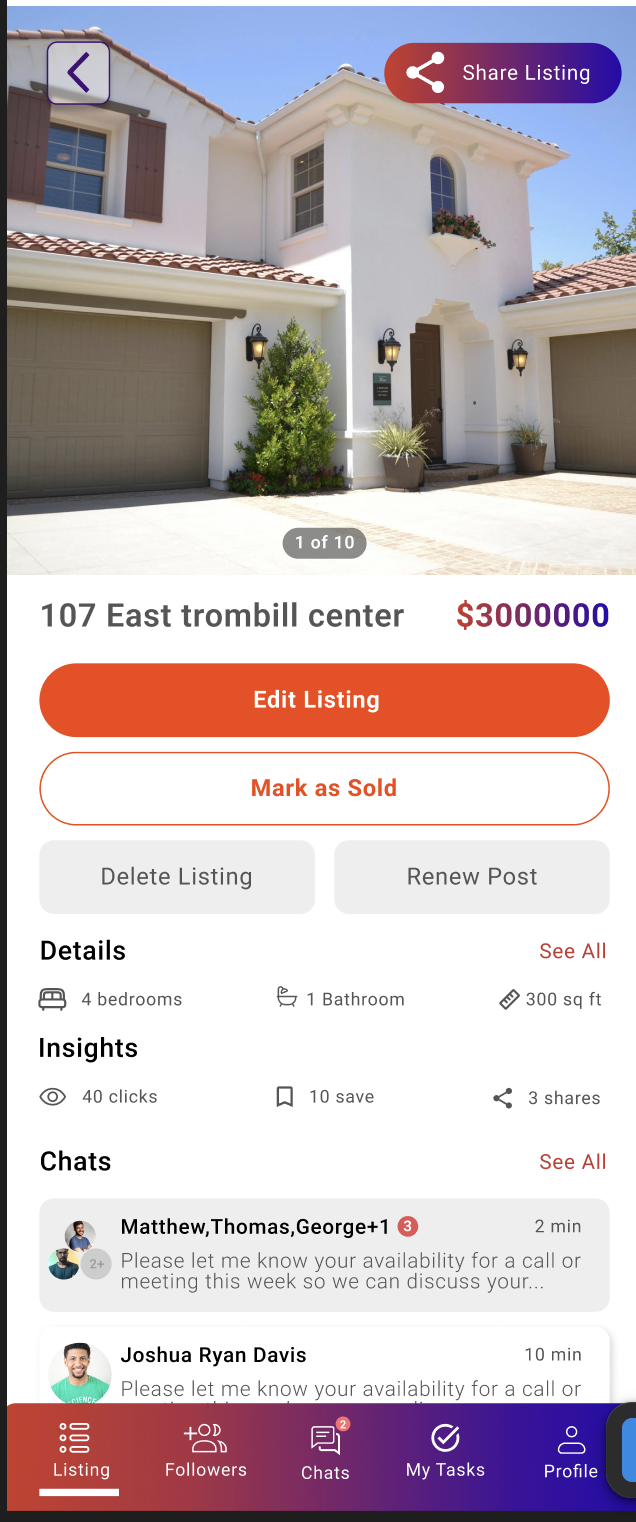 Share Listing
1 of 10
107 East trombill center
$3000000
Edit Listing
Mark as Sold
Delete Listing
Renew Post
Details
See All
4 bedrooms
1 Bathroom
300 sq ft
Insights
40 clicks
10 save
3 shares
Chats
See All
Matthew,Thomas,George+1 3
2 min
2+
Please let me know your availability for a call or
meeting this week so we can discuss your...
Joshua Ryan Davis
10 min
Please let me know your availability for a call or
2
Listing
Followers
Chats
My Tasks
Profile